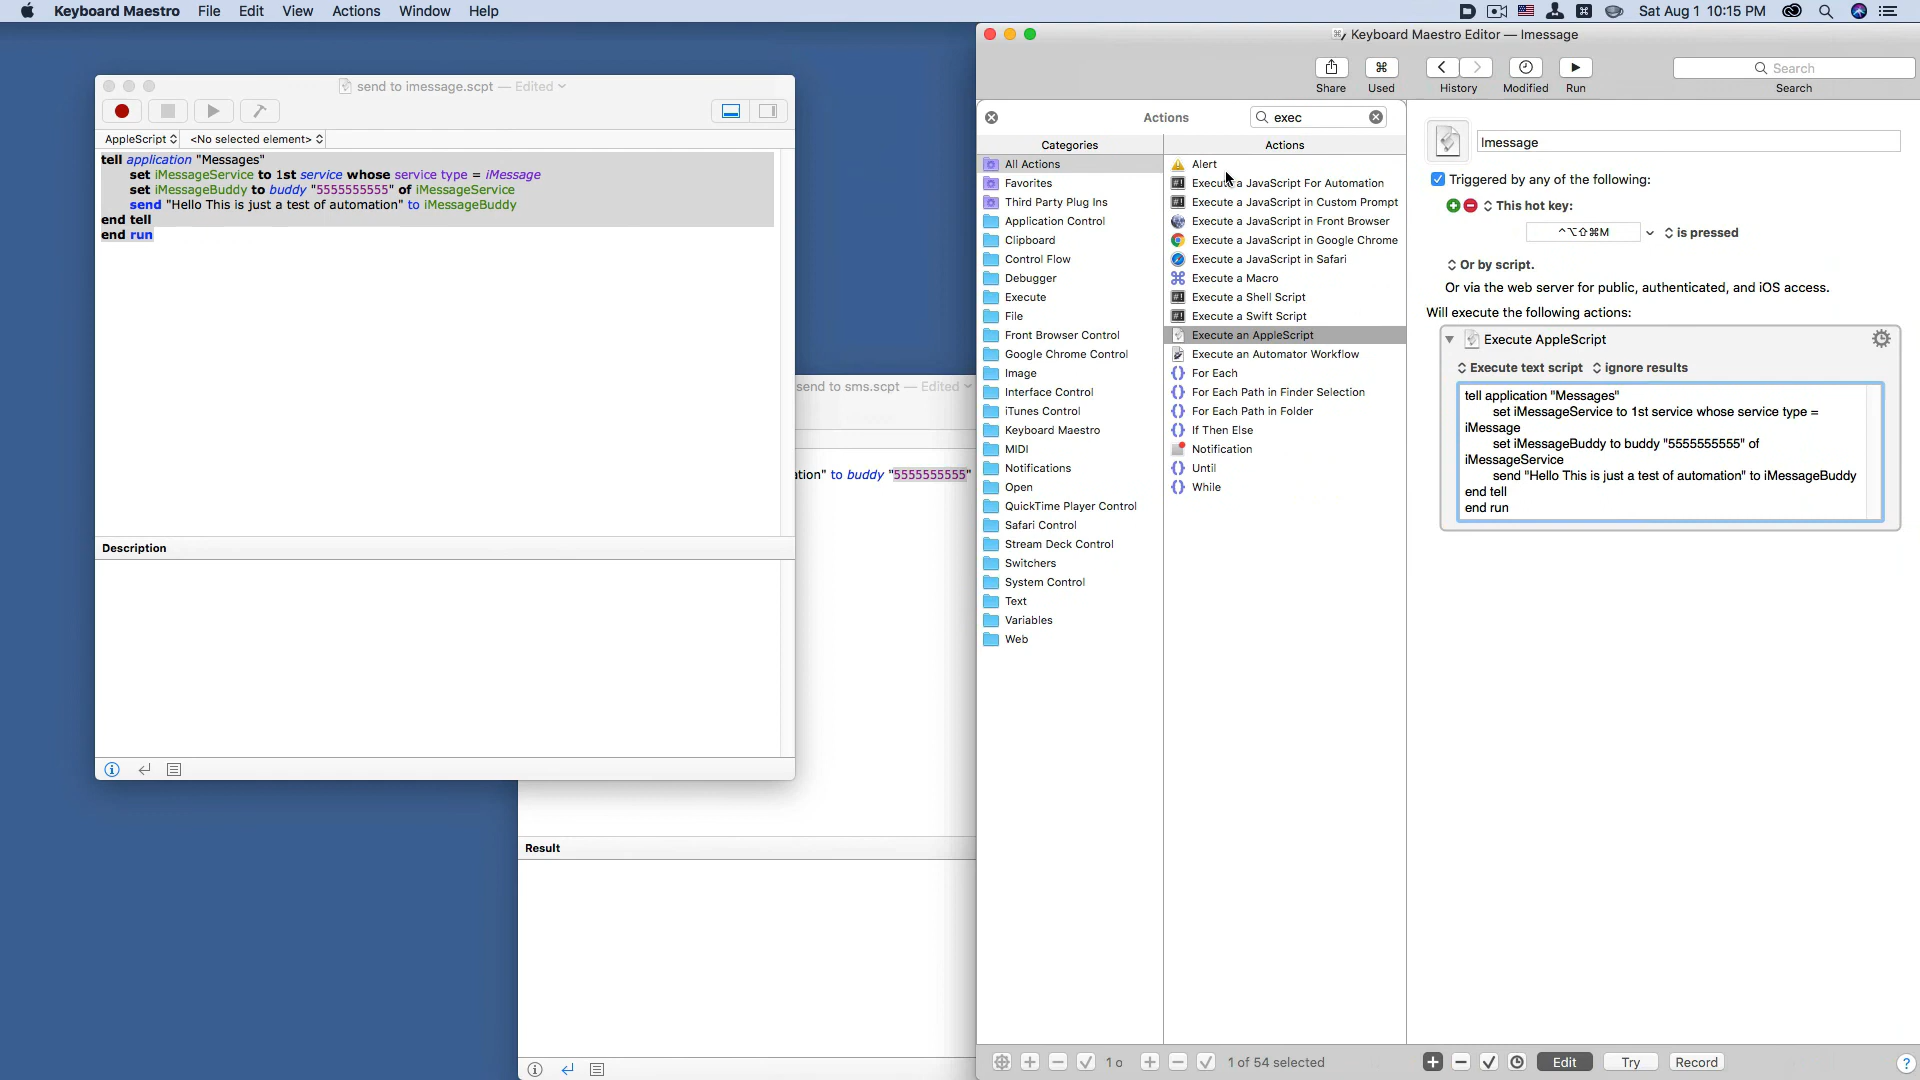 Keyboard Maestro File Edit View Actions Window Help
Sat Aug 1 10:15 PM
send to imessage.scpt — Edited
AppleScript <No selected element>
tell application "Messages"
set iMessageService to 1st service whose service type = iMessage
set iMessageBuddy to buddy "5555555555" of iMessageService
send "Hello This is just a test of automation" to iMessageBuddy
end tell
end run
Description
send to sms.scpt — Edited
ation" to buddy "5555555555"
Result
Keyboard Maestro Editor — Imessage
Share
Used
History
Modified
Run
Search
Search
Actions
exec
Categories
All Actions
Favorites
Third Party Plug Ins
Application Control
Clipboard
Control Flow
Debugger
Execute
File
Front Browser Control
Google Chrome Control
Image
Interface Control
iTunes Control
Keyboard Maestro
MIDI
Notifications
Open
QuickTime Player Control
Safari Control
Stream Deck Control
Switchers
System Control
Text
Variables
Web
Actions
Alert
Execute a JavaScript For Automation
Execute a JavaScript in Custom Prompt
Execute a JavaScript in Front Browser
Execute a JavaScript in Google Chrome
Execute a JavaScript in Safari
Execute a Macro
Execute a Shell Script
Execute a Swift Script
Execute an AppleScript
Execute an Automator Workflow
For Each
For Each Path in Finder Selection
For Each Path in Folder
If Then Else
Notification
Until
While
Imessage
Triggered by any of the following:
This hot key:
^⌥⇧⌘M is pressed
Or by script.
Or via the web server for public, authenticated, and iOS access.
Will execute the following actions:
Execute AppleScript
Execute text script ignore results
tell application "Messages"
set iMessageService to 1st service whose service type =
iMessage
set iMessageBuddy to buddy "5555555555" of
iMessageService
send "Hello This is just a test of automation" to iMessageBuddy
end tell
end run
1 o
1 of 54 selected
Edit
Try
Record
?